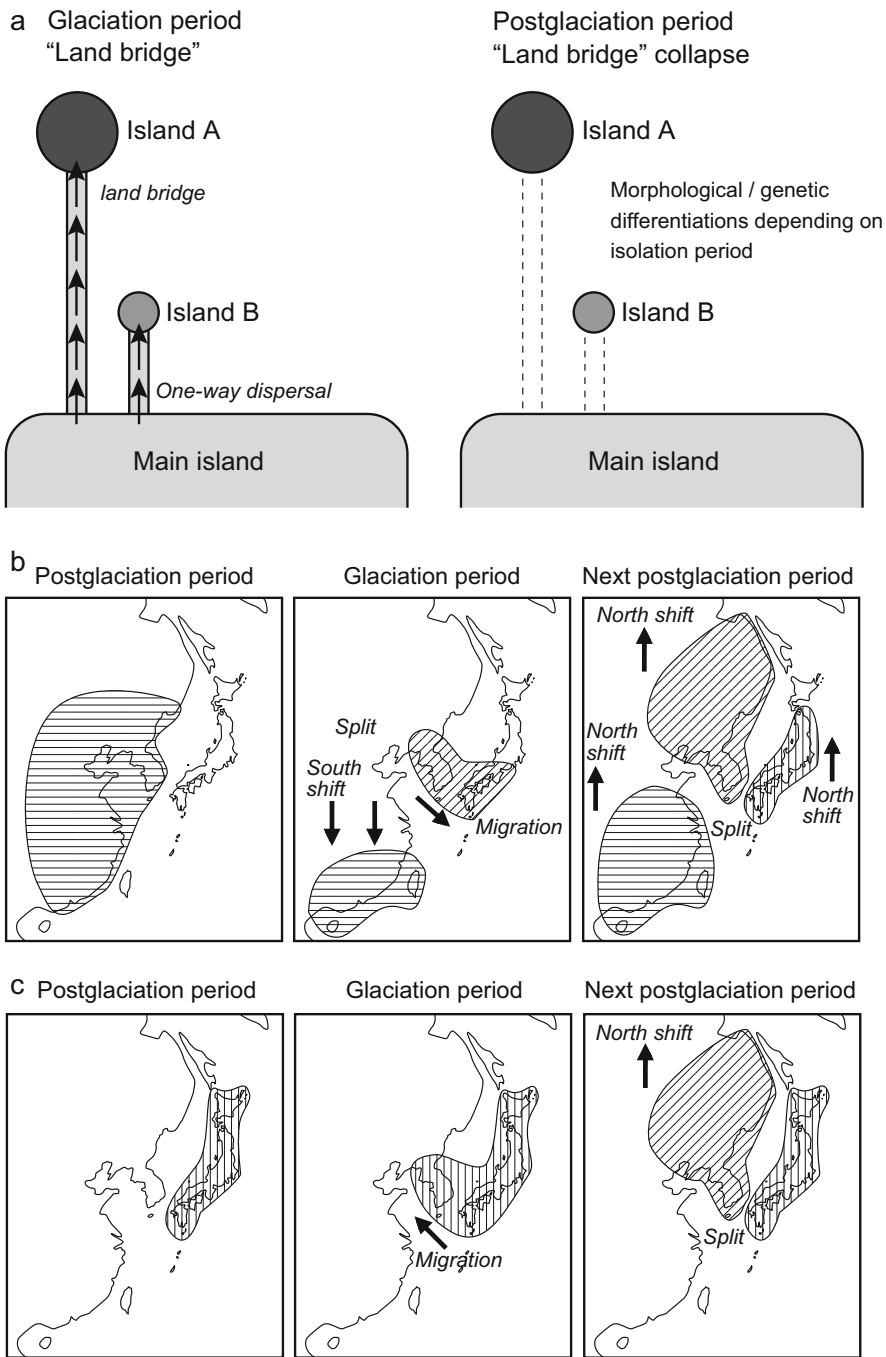 a
Glaciation period
“Land bridge”
Island A
land bridge
Island B
One-way dispersal
Main island
Postglaciation period
“Land bridge” collapse
Island A
Morphological / genetic
differentiations depending on
isolation period
Island B
Main island
b
Postglaciation period
Glaciation period
Split
South
shift
Migration
Next postglaciation period
North shift
North
shift
Split
North
shift
c
Postglaciation period
Glaciation period
Migration
Next postglaciation period
North shift
Split